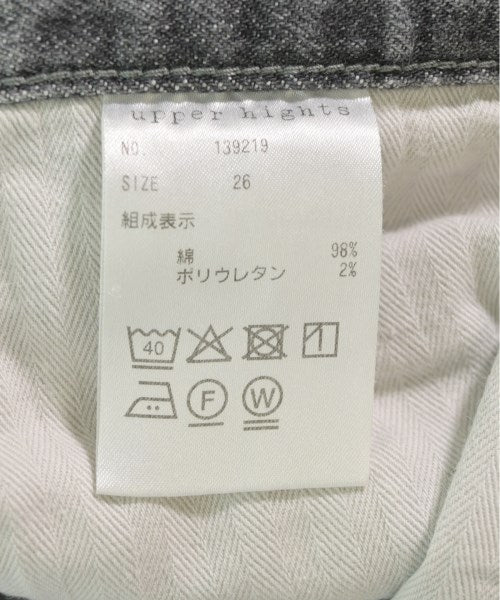 upper hights
NO. 139219
SIZE 26
組成表示
綿 98%
ポリウレタン 2%
40
F W